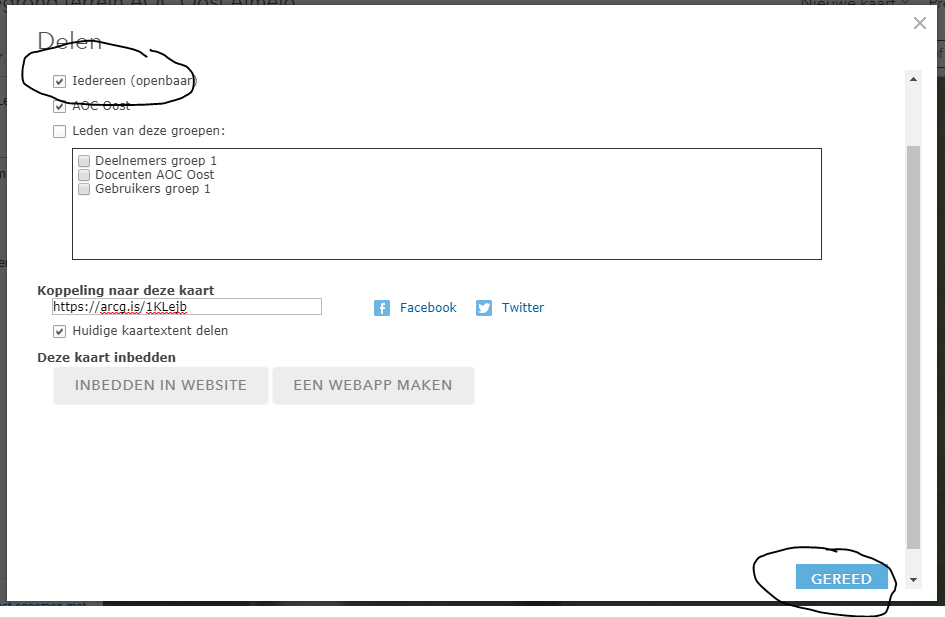 Nieuwe kaart
Delen
Iedereen (openbaar)
AOC Oost
Leden van deze groepen:
Deelnemers groep 1
Docenten AOC Oost
Gebruikers groep 1
Koppeling naar deze kaart
https://arcg.is/1KLejb
Facebook
Twitter
Huidige kaartextent delen
Deze kaart inbedden
INBEDDEN IN WEBSITE
EEN WEBAPP MAKEN
GEREED